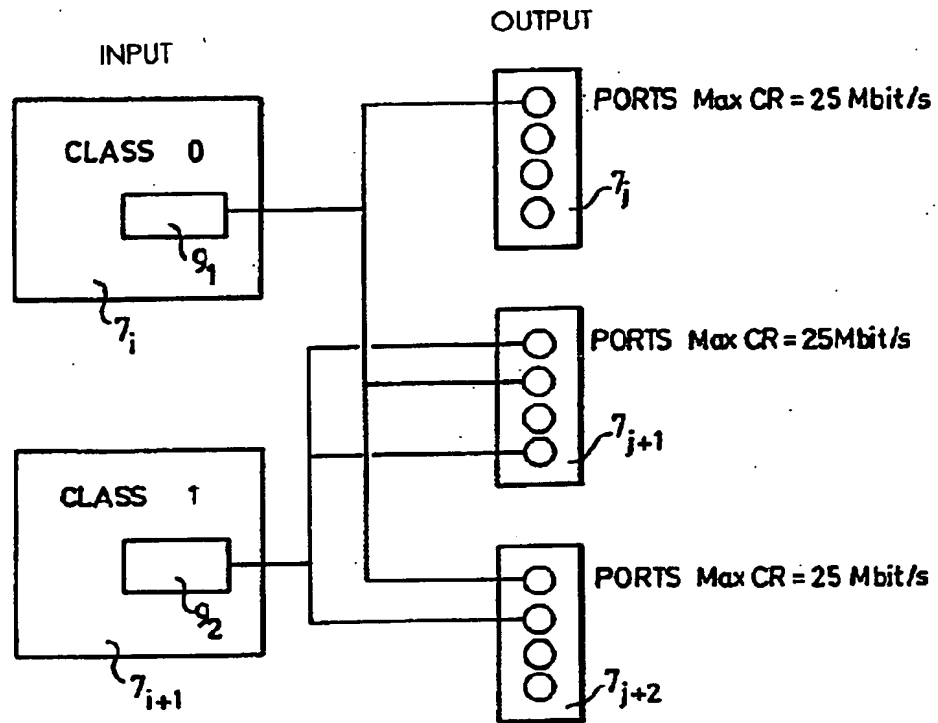 INPUT
OUTPUT
CLASS 0
9₁
7ᵢ
PORTS Max CR = 25 Mbit/s
7ⱼ
PORTS Max CR = 25Mbit/s
7ⱼ₊₁
CLASS 1
9₂
7ᵢ₊₁
PORTS Max CR = 25 Mbit/s
7ⱼ₊₂